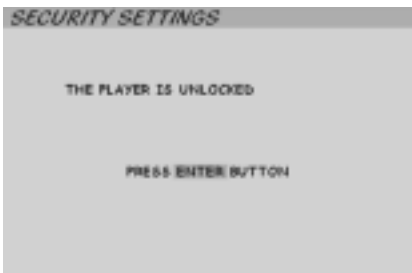 SECURITY SETTINGS
THE PLAYER IS UNLOCKED
PRESS ENTER BUTTON